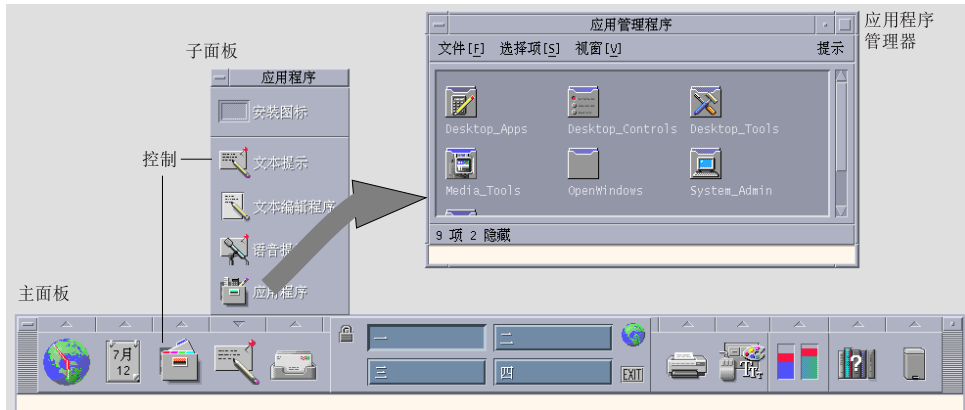 应用管理程序
应用程序
管理器
文件[F] 选择项[S] 视窗[V] 提示
子面板
应用程序
安装图标
Desktop_Apps Desktop_Controls Desktop_Tools
控制
文本提示
Media_Tools OpenWindows System_Admin
文本编辑程序
9 项 2 隐藏
语音提
应用程序
主面板
一 二
7月
12
三 四
EXIT